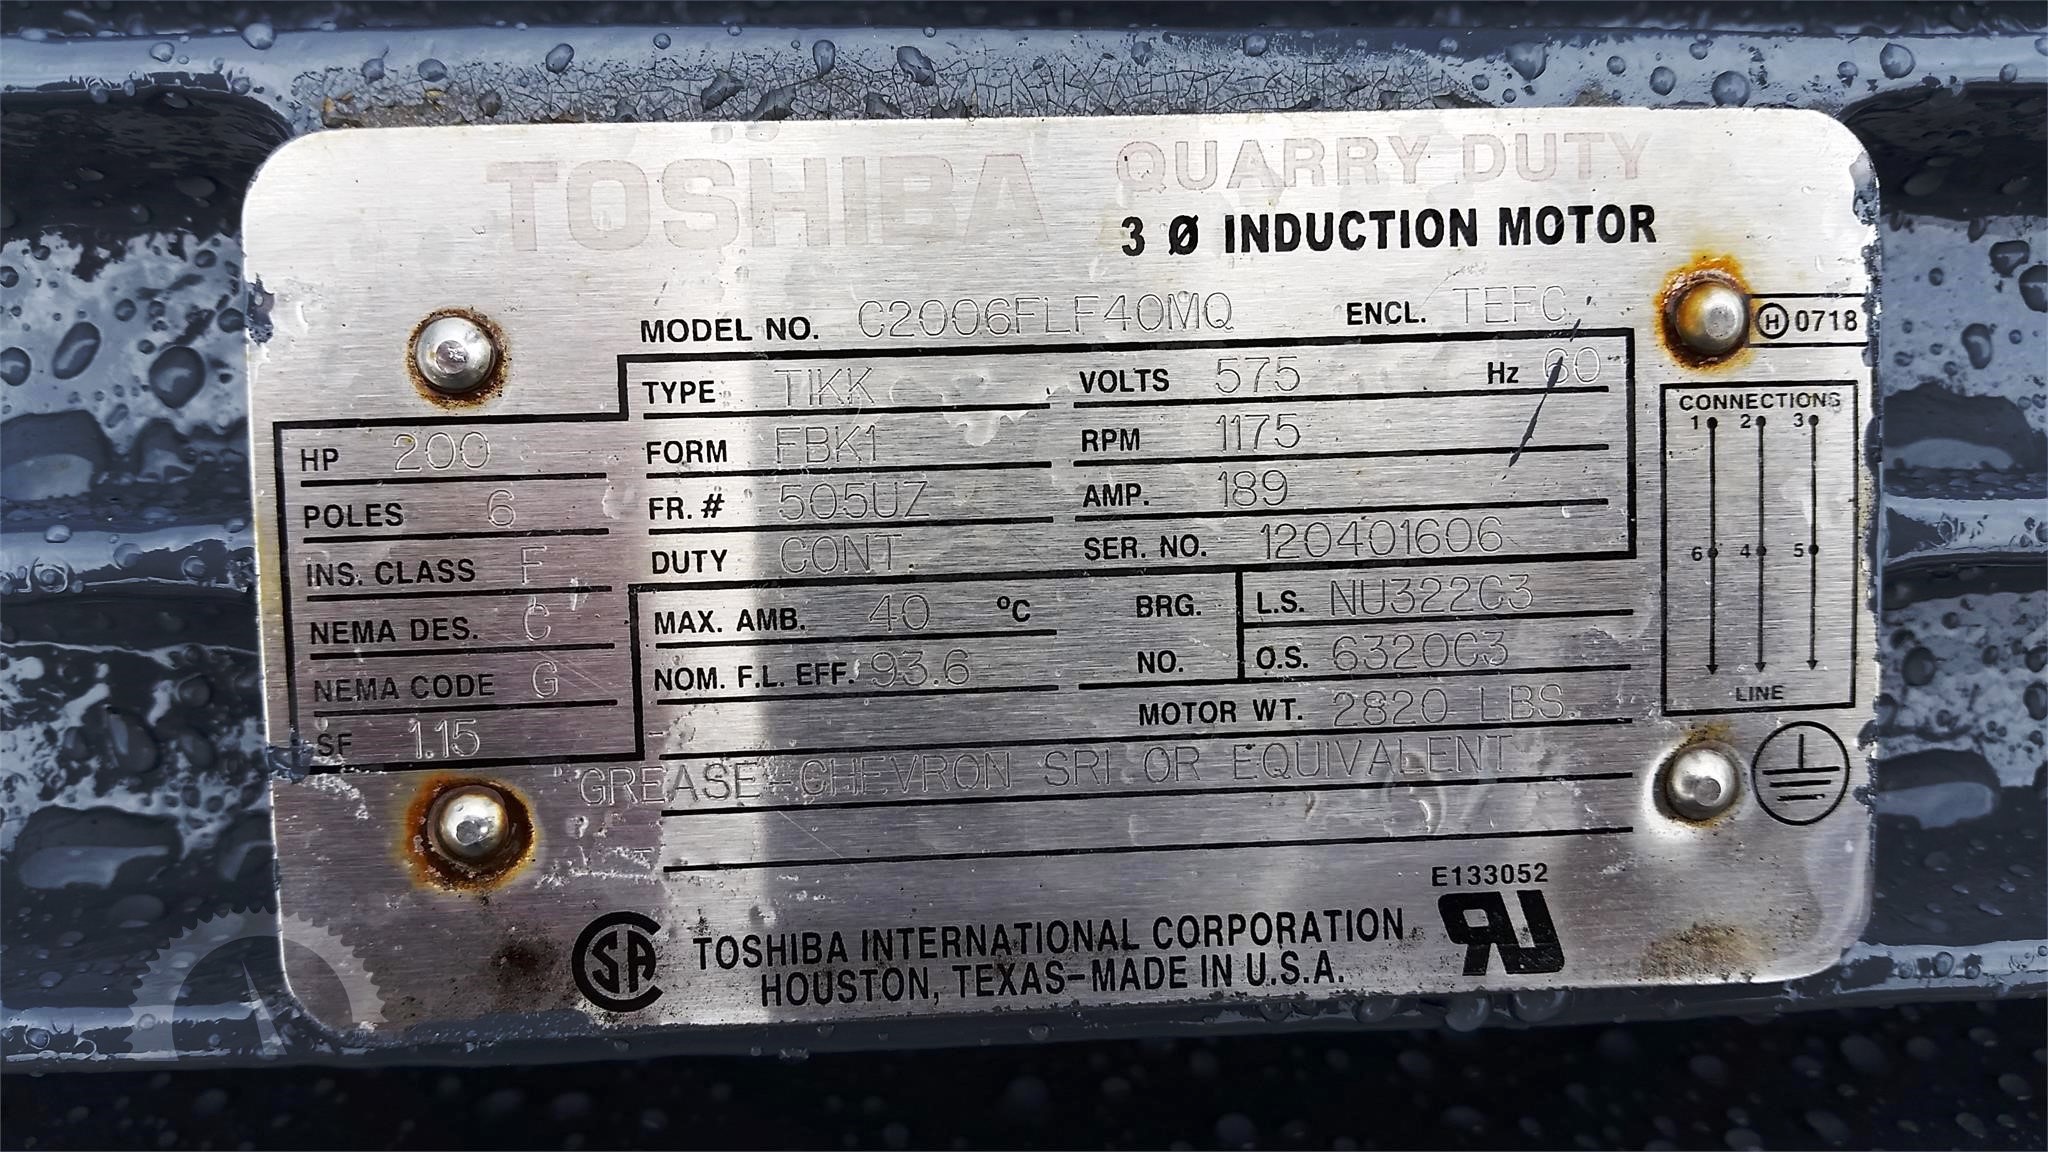 TOSHIBA QUARRY DUTY
3 Ø INDUCTION MOTOR
MODEL NO. C2006FLF40MQ ENCL. TEFC
H 0718
TYPE TIKK VOLTS 575 Hz 60
HP 200 FORM FBK1 RPM 1175
POLES 6 FR. # 505UZ AMP. 189
INS. CLASS F DUTY CONT. SER. NO. 120401606
NEMA DES. C MAX. AMB. 40 °C BRG. L.S. NU322C3
NEMA CODE G NOM. F.L. EFF. 93.6 NO. O.S. 6320C3
SF 1.15 MOTOR WT. 2820 LBS.
GREASE-CHEVRON SRI OR EQUIVALENT
CONNECTIONS
1 2 3
6 4 5
LINE
E133052
SA TOSHIBA INTERNATIONAL CORPORATION UR
HOUSTON, TEXAS-MADE IN U.S.A.